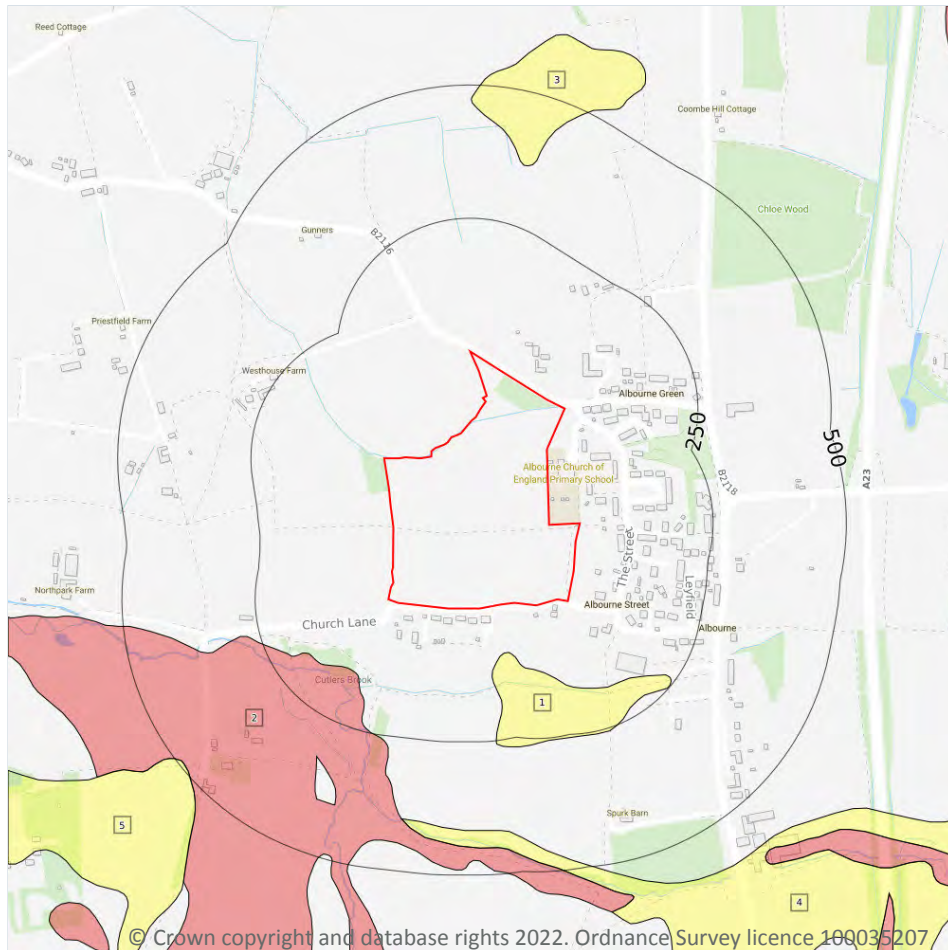 Reed Cottage
3
Coombe Hill Cottage
Chloe Wood
Gunners
B2116
Priestfield Farm
Westhouse Farm
Albourne Green
250
500
Albourne Church of
England Primary School
B2118
A23
The Street
Leyfield
Northpark Farm
Albourne Street
Church Lane
Albourne
Cutlers Brook
1
2
Spurk Barn
5
4
© Crown copyright and database rights 2022. Ordnance Survey licence 100035207